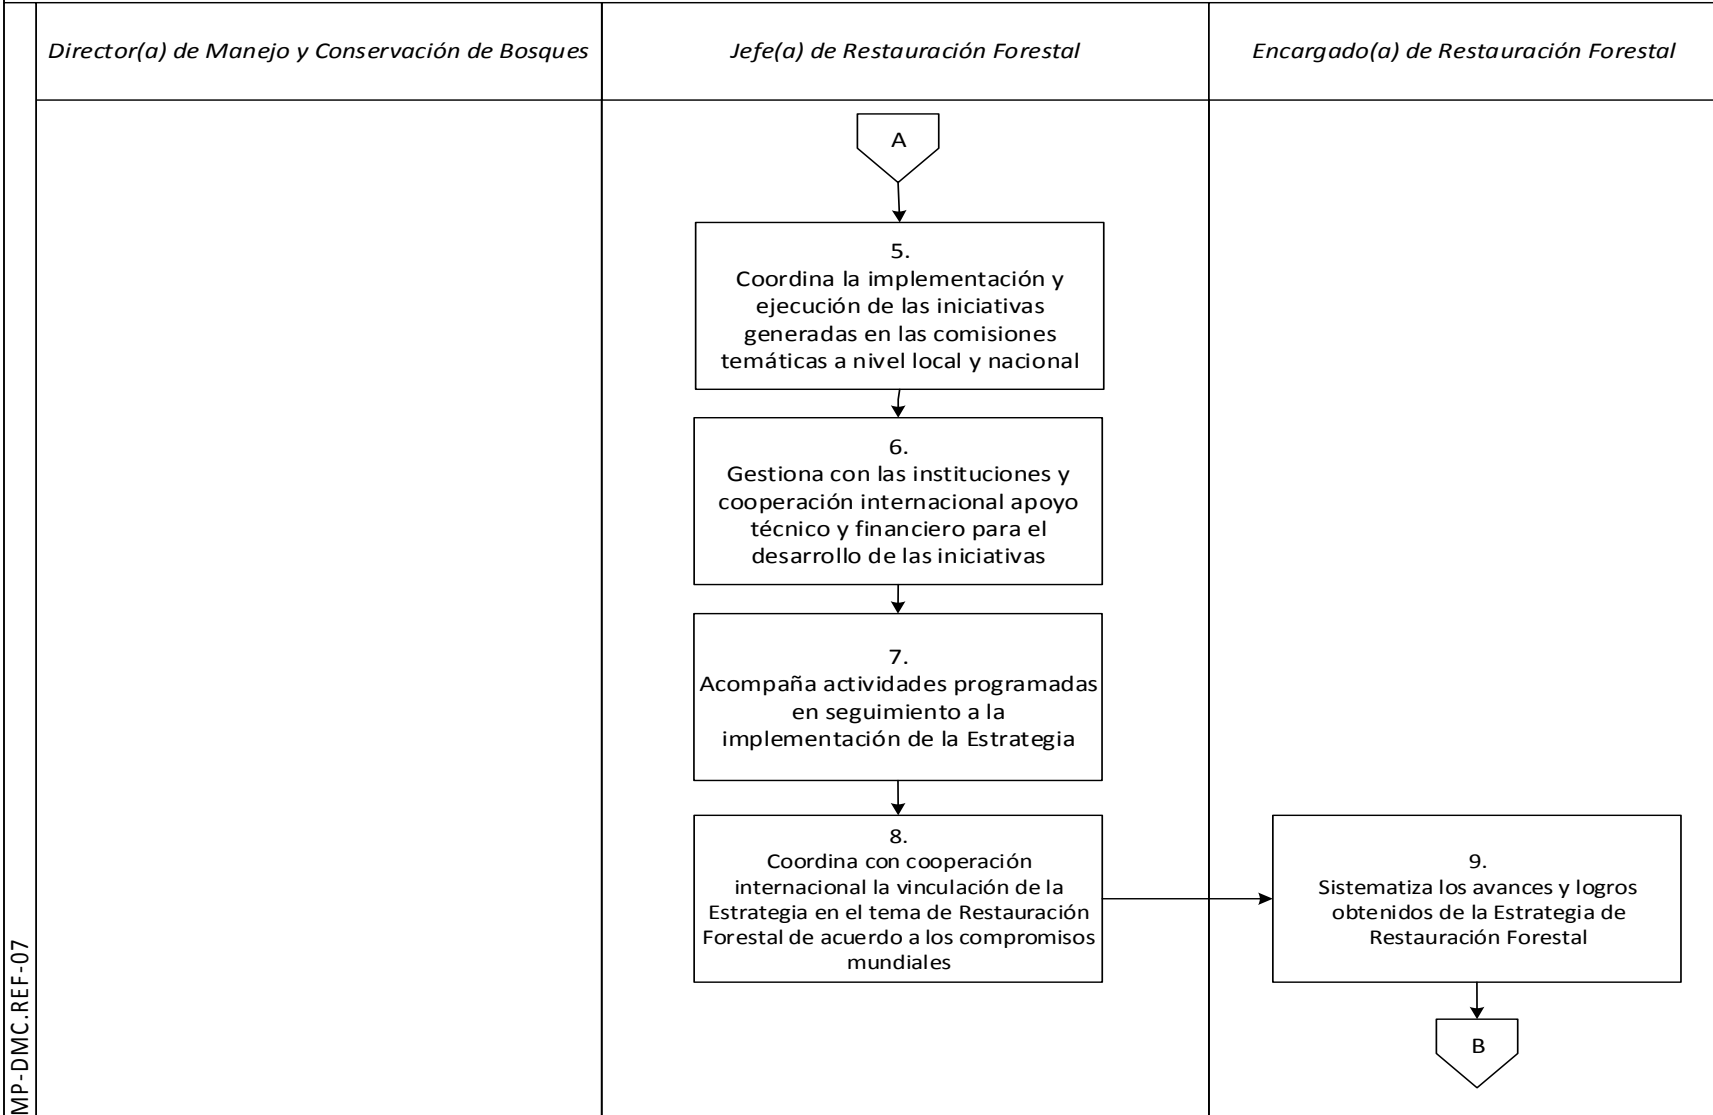 Director(a) de Manejo y Conservación de Bosques
Jefe(a) de Restauración Forestal
Encargado(a) de Restauración Forestal
A
5.
Coordina la implementación y
ejecución de las iniciativas
generadas en las comisiones
temáticas a nivel local y nacional
6.
Gestiona con las instituciones y
cooperación internacional apoyo
técnico y financiero para el
desarrollo de las iniciativas
7.
Acompaña actividades programadas
en seguimiento a la
implementación de la Estrategia
8.
Coordina con cooperación
internacional la vinculación de la
Estrategia en el tema de Restauración
Forestal de acuerdo a los compromisos
mundiales
9.
Sistematiza los avances y logros
obtenidos de la Estrategia de
Restauración Forestal
B
MP-DMC.REF-07